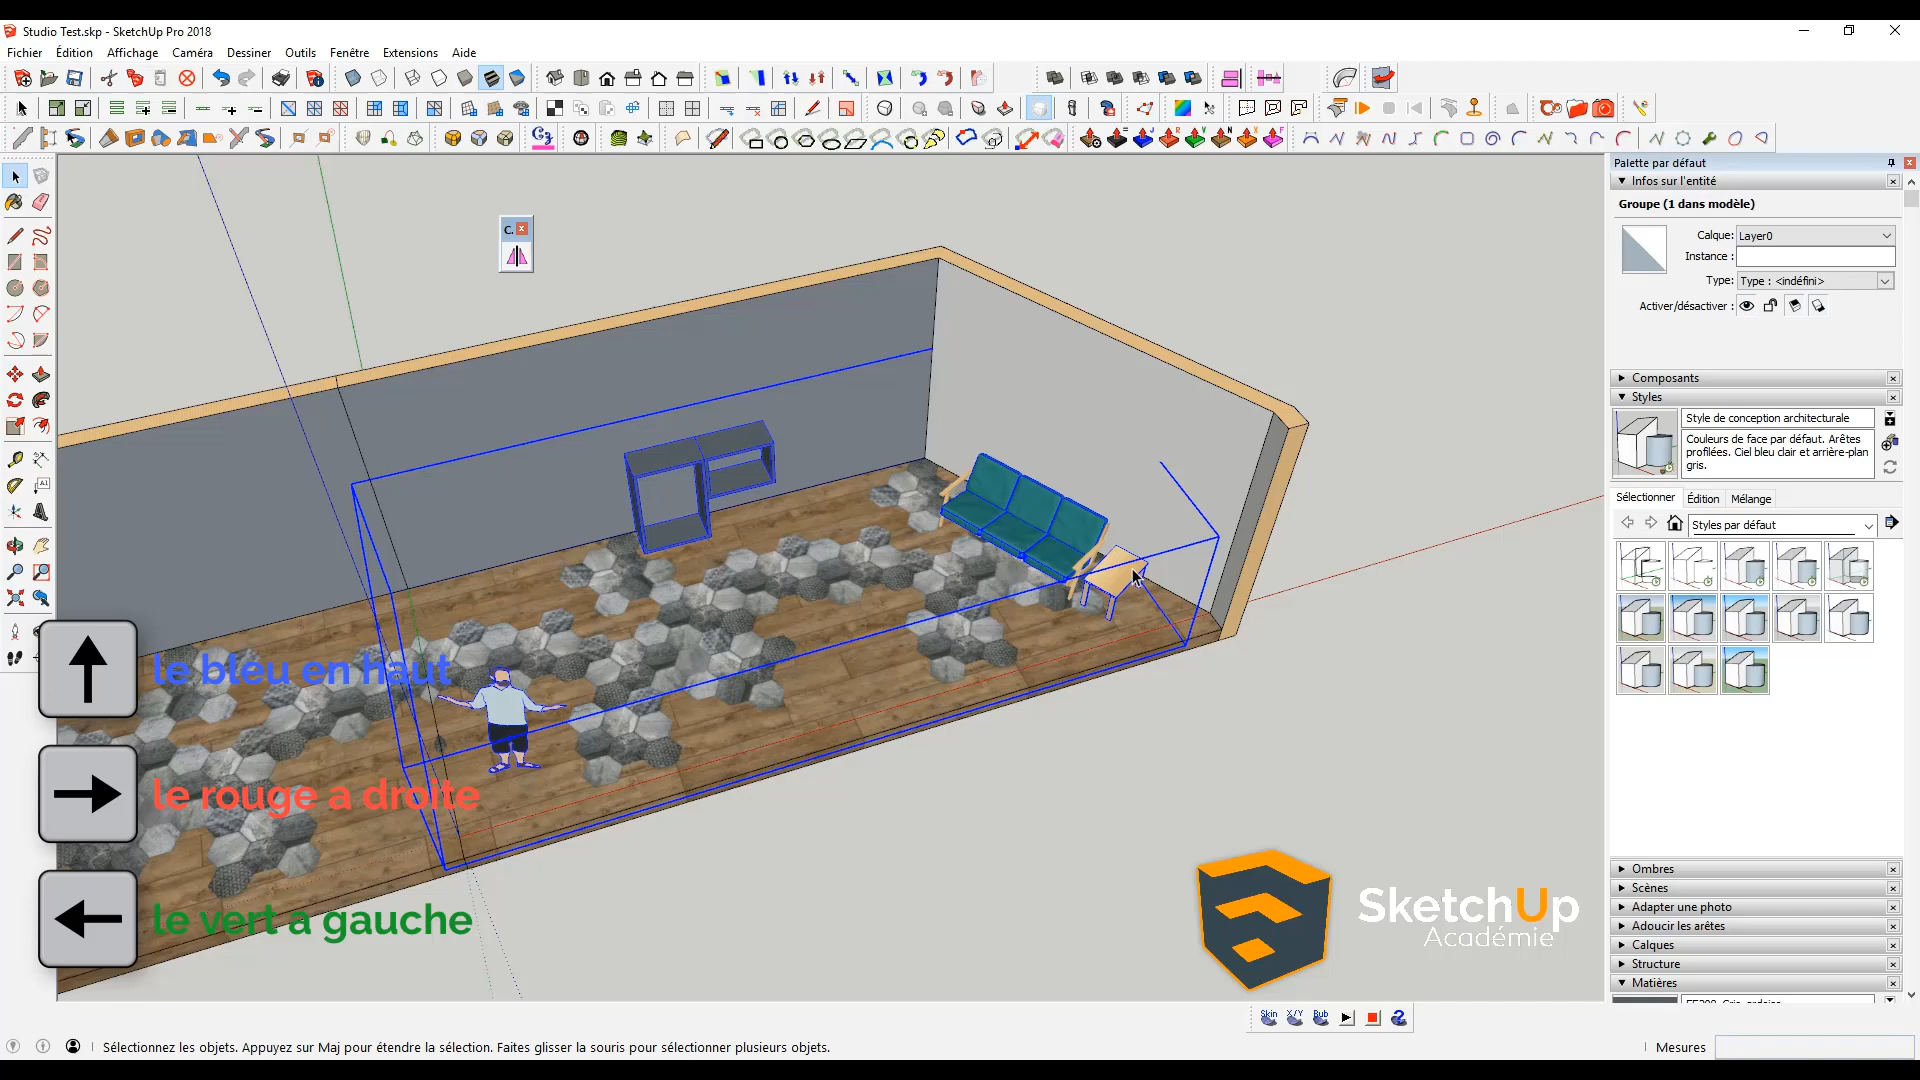 Studio Test.skp - SketchUp Pro 2018
Fichier Édition Affichage Caméra Dessiner Outils Fenêtre Extensions Aide
C.
Palette par défaut
Infos sur l'entité
Groupe (1 dans modèle)
Calque: Layer0
Instance :
Type: Type : <indéfini>
Activer/désactiver :
Composants
Styles
Style de conception architecturale
Couleurs de face par défaut. Arêtes
profilées. Ciel bleu clair et arrière-plan
gris.
Sélectionner Édition Mélange
Styles par défaut
le bleu en haut
le rouge a droite
le vert a gauche
SketchUp
Académie
Ombres
Scènes
Adapter une photo
Adoucir les arêtes
Calques
Structure
Matières
Skin X/Y Bub
Sélectionnez les objets. Appuyez sur Maj pour étendre la sélection. Faites glisser la souris pour sélectionner plusieurs objets.
Mesures